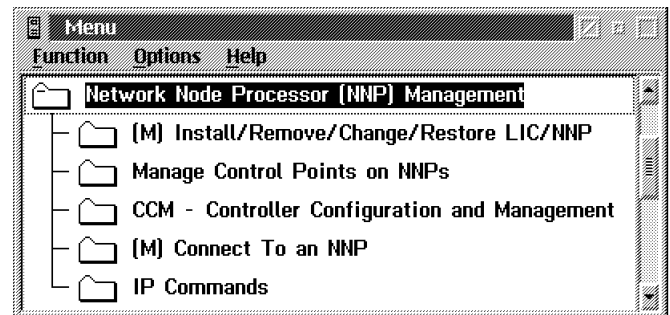 Menu
Function Options Help
Network Node Processor (NNP) Management
(M) Install/Remove/Change/Restore LIC/NNP
Manage Control Points on NNPs
CCM - Controller Configuration and Management
(M) Connect To an NNP
IP Commands